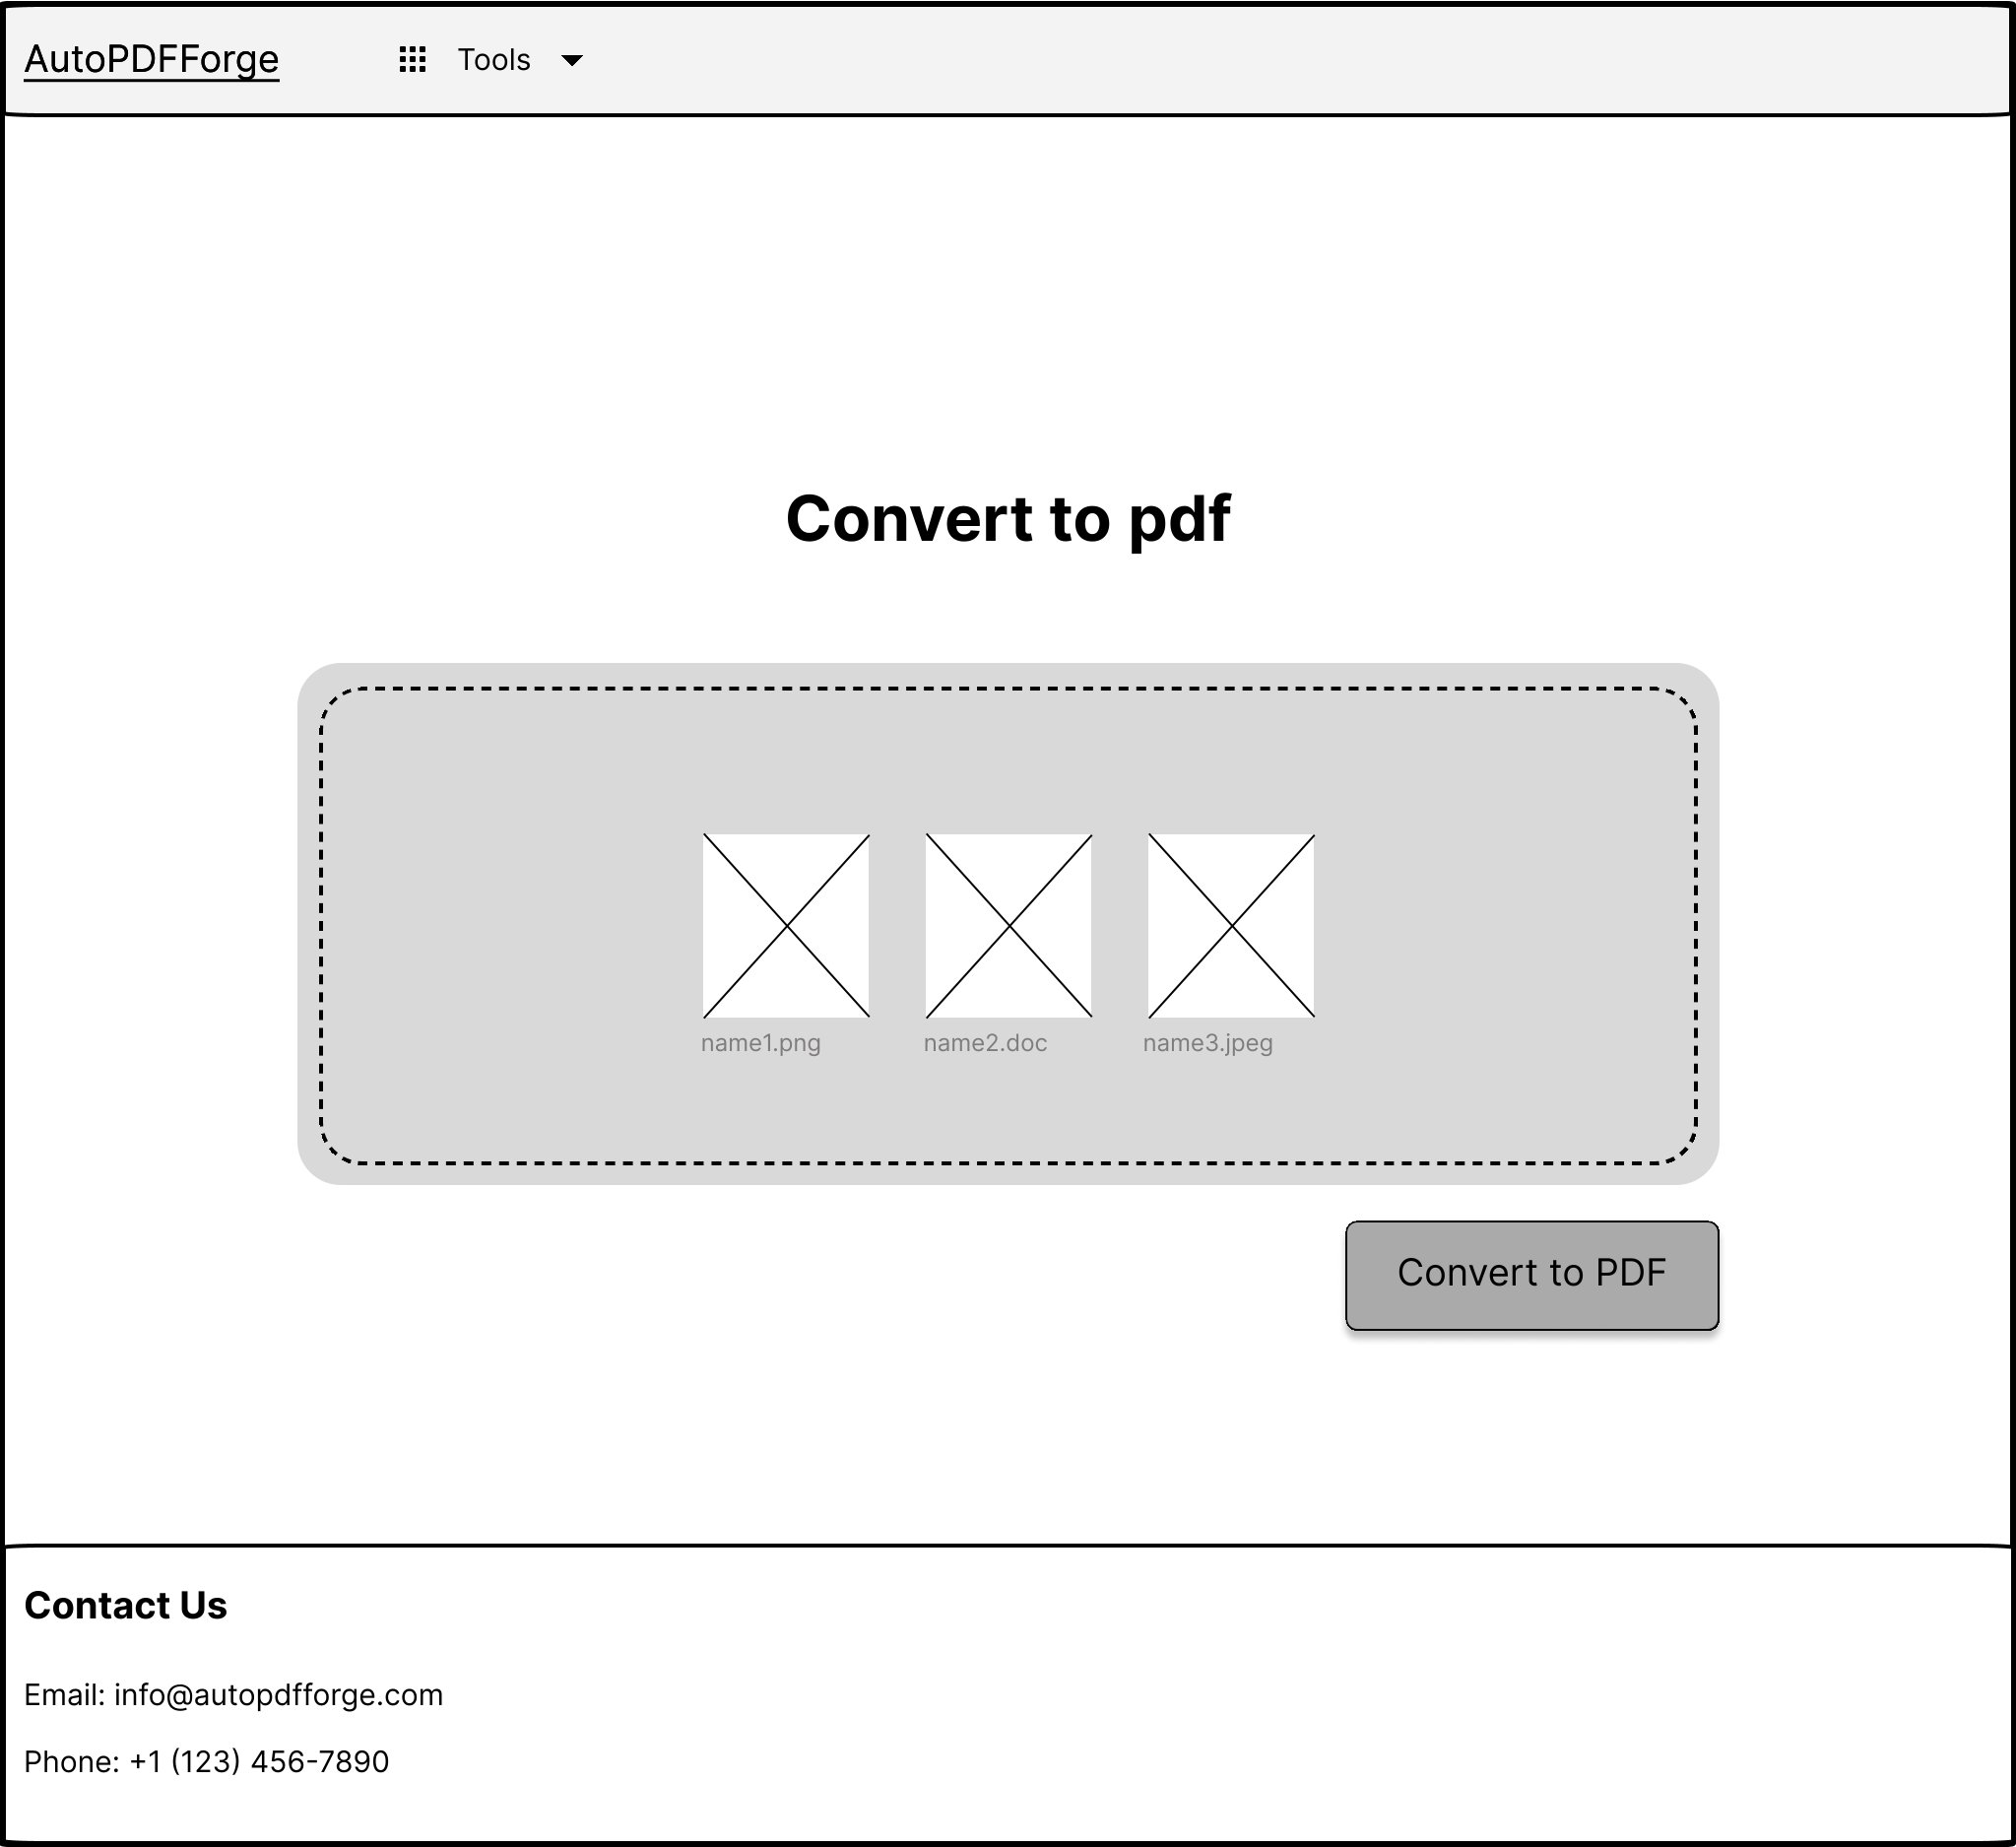 AutoPDFForge
Tools
Convert to pdf
name1.png name2.doc name3.jpeg
Convert to PDF
Contact Us
Email: info@autopdfforge.com
Phone: +1 (123) 456-7890